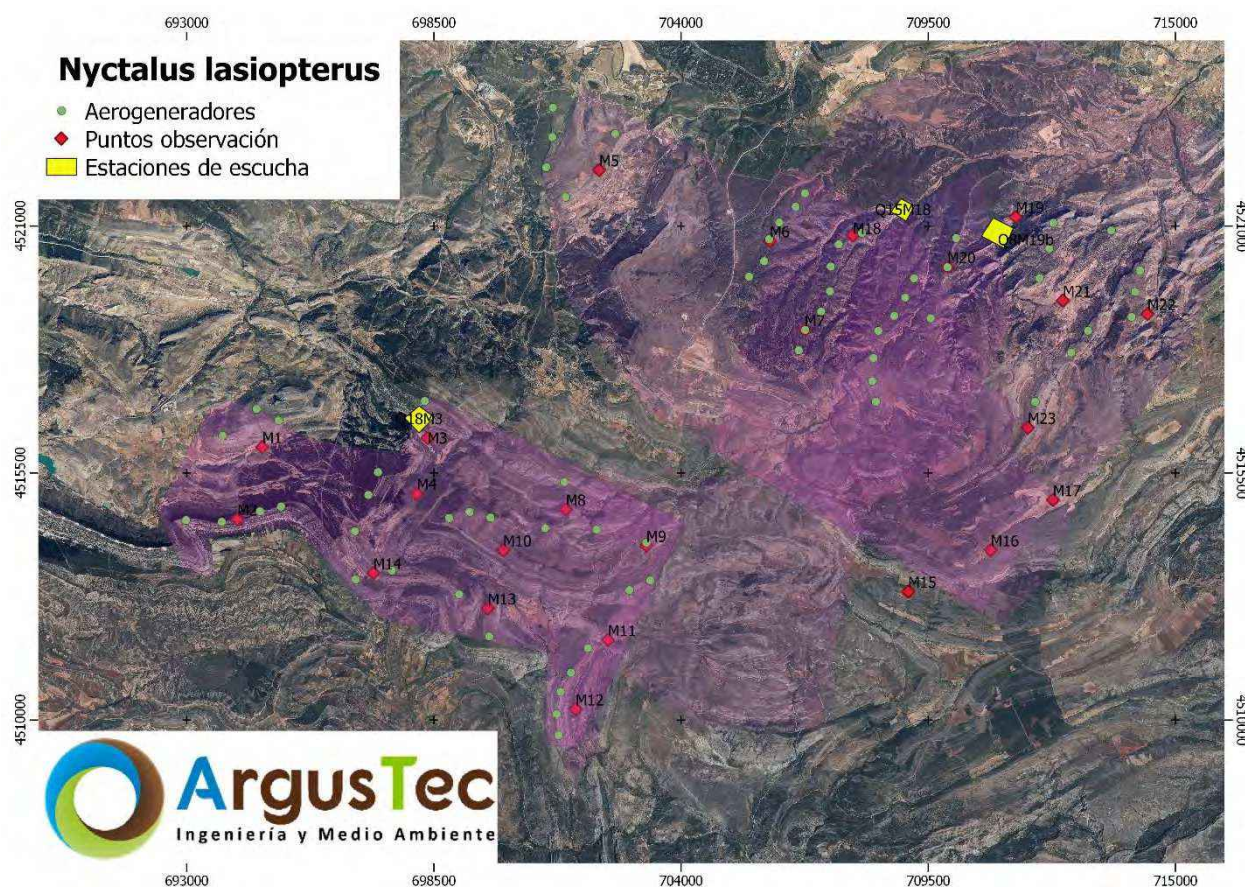 693000 698500 704000 709500 715000
Nyctalus lasiopterus
Aerogeneradores
Puntos observación
Estaciones de escucha
M5
4521000
4521000
M6
M18
Q15M18
M19
Q8M19b
M20
M21
M22
M7
18M3
M3
M23
M1
4515500
4515500
M4
M2
M8
M17
M10
M9
M16
M14
M15
M13
M11
M12
4510000
4510000
ArgusTec
Ingeniería y Medio Ambiente
693000 698500 704000 709500 715000